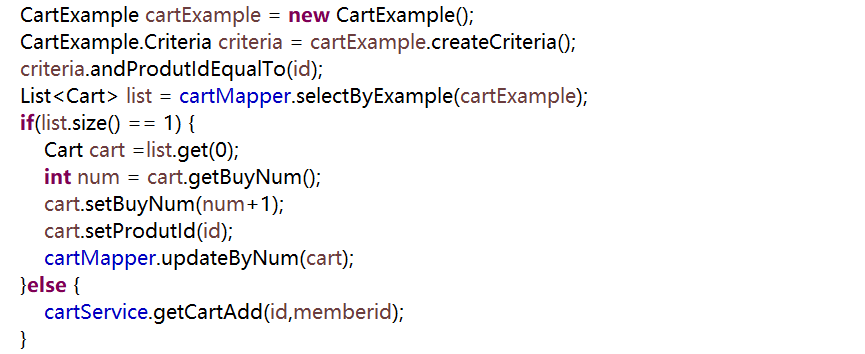 CartExample cartExample = new CartExample();
CartExample.Criteria criteria = cartExample.createCriteria();
criteria.andProdutIdEqualTo(id);
List<Cart> list = cartMapper.selectByExample(cartExample);
if(list.size() == 1) {
Cart cart =list.get(0);
int num = cart.getBuyNum();
cart.setBuyNum(num+1);
cart.setProdutId(id);
cartMapper.updateByNum(cart);
}else {
cartService.getCartAdd(id,memberid);
}